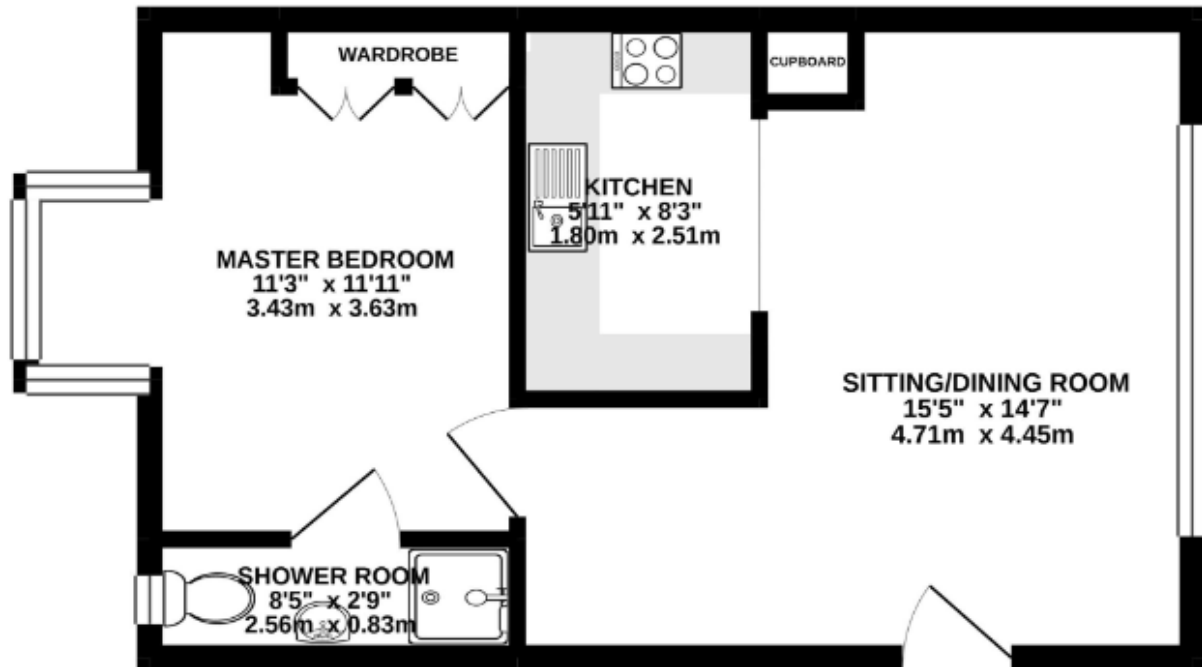 WARDROBE
CUPBOARD
KITCHEN
5'11" x 8'3"
1.80m x 2.51m
MASTER BEDROOM
11'3" x 11'11"
3.43m x 3.63m
SITTING/DINING ROOM
15'5" x 14'7"
4.71m x 4.45m
SHOWER ROOM
8'5" x 2'9"
2.56m x 0.83m